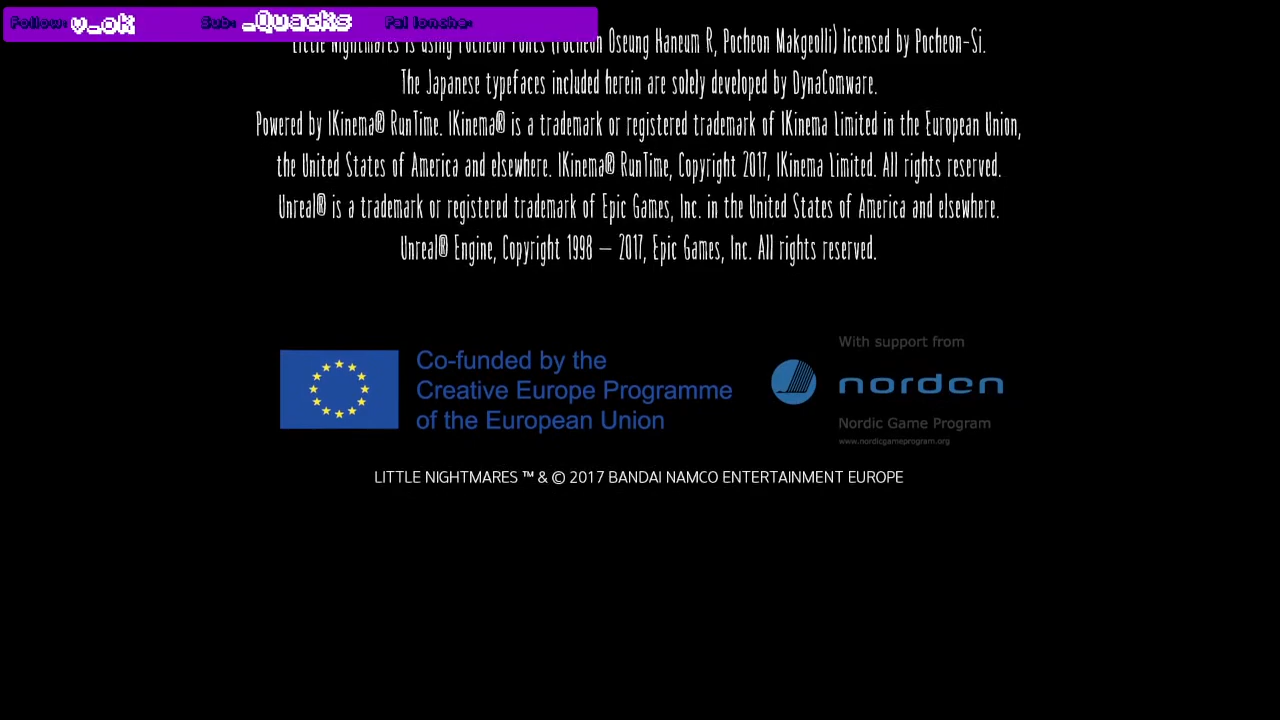 Follow: v_ok Sub: _Quacks Pal lonche:
Little Nightmares is using Pocheon Fonts (Pocheon Oseung Haneum R, Pocheon Makgeolli) licensed by Pocheon-Si.
The Japanese typefaces included herein are solely developed by DynaComware.
Powered by IKinema® RunTime. IKinema® is a trademark or registered trademark of IKinema Limited in the European Union,
the United States of America and elsewhere. IKinema® RunTime, Copyright 2017, IKinema Limited. All rights reserved.
Unreal® is a trademark or registered trademark of Epic Games, Inc. in the United States of America and elsewhere.
Unreal® Engine, Copyright 1998 – 2017, Epic Games, Inc. All rights reserved.
Co-funded by the
Creative Europe Programme
of the European Union
With support from
norden
Nordic Game Program
www.nordicgameprogram.org
LITTLE NIGHTMARES ™ & © 2017 BANDAI NAMCO ENTERTAINMENT EUROPE